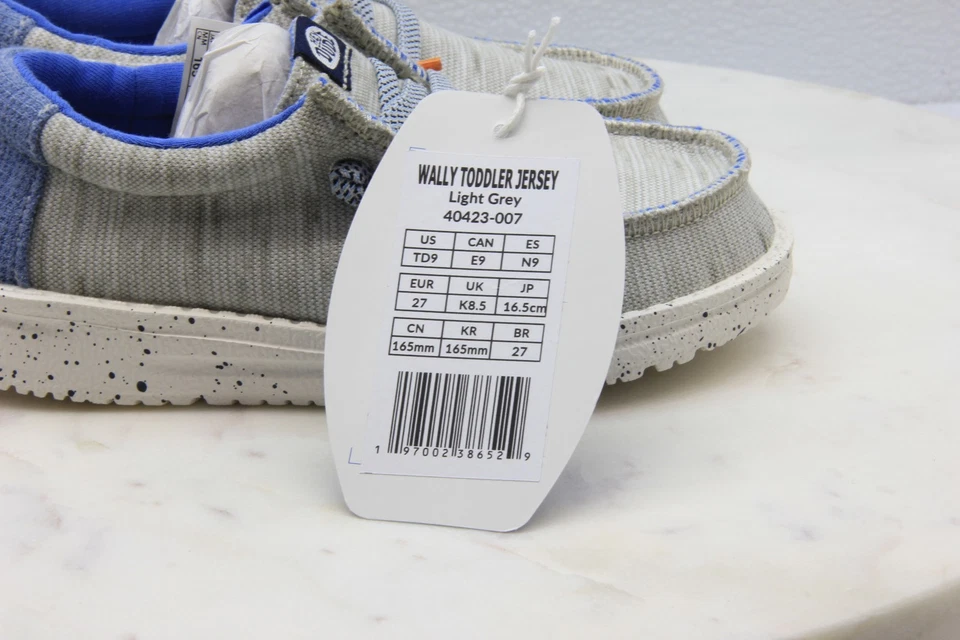 DUDE
WALLY TODDLER JERSEY
Light Grey
40423-007
US CAN ES
TD9 E9 N9
EUR UK JP
27 K8.5 16.5cm
CN KR BR
165mm 165mm 27
1 97002 38652 9